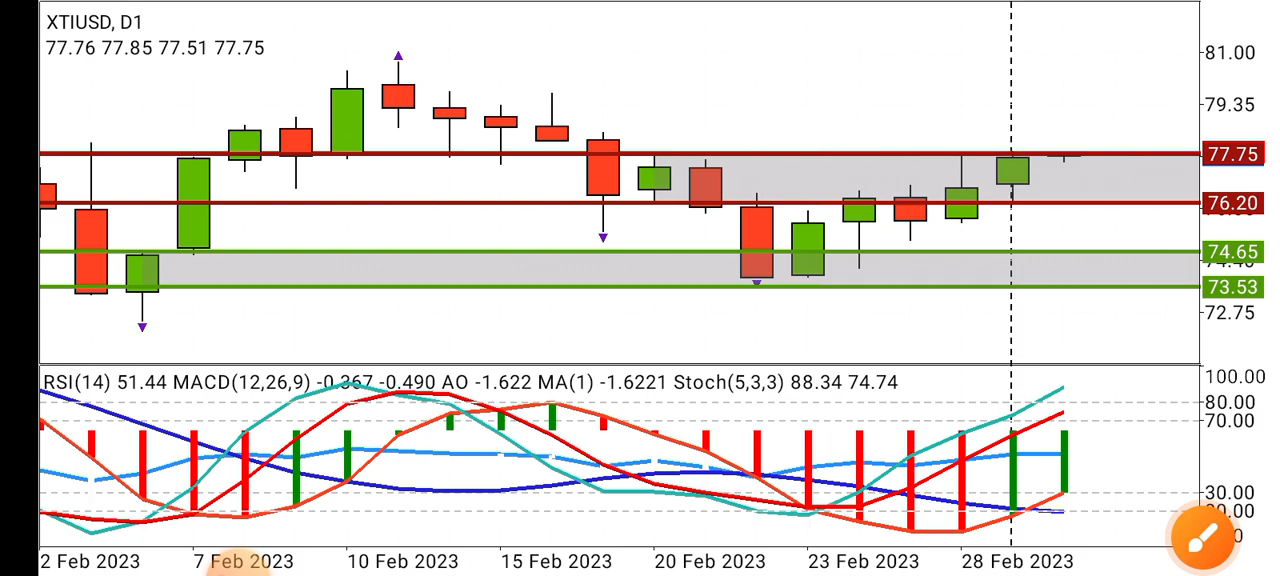 XTIUSD, D1
77.76 77.85 77.51 77.75
81.00
79.35
77.75
76.20
74.65
73.53
72.75
RSI(14) 51.44 MACD(12,26,9) -0.367 -0.490 AO -1.622 MA(1) -1.6221 Stoch(5,3,3) 88.34 74.74
100.00
80.00
70.00
30.00
2 Feb 2023 7 Feb 2023 10 Feb 2023 15 Feb 2023 20 Feb 2023 23 Feb 2023 28 Feb 2023